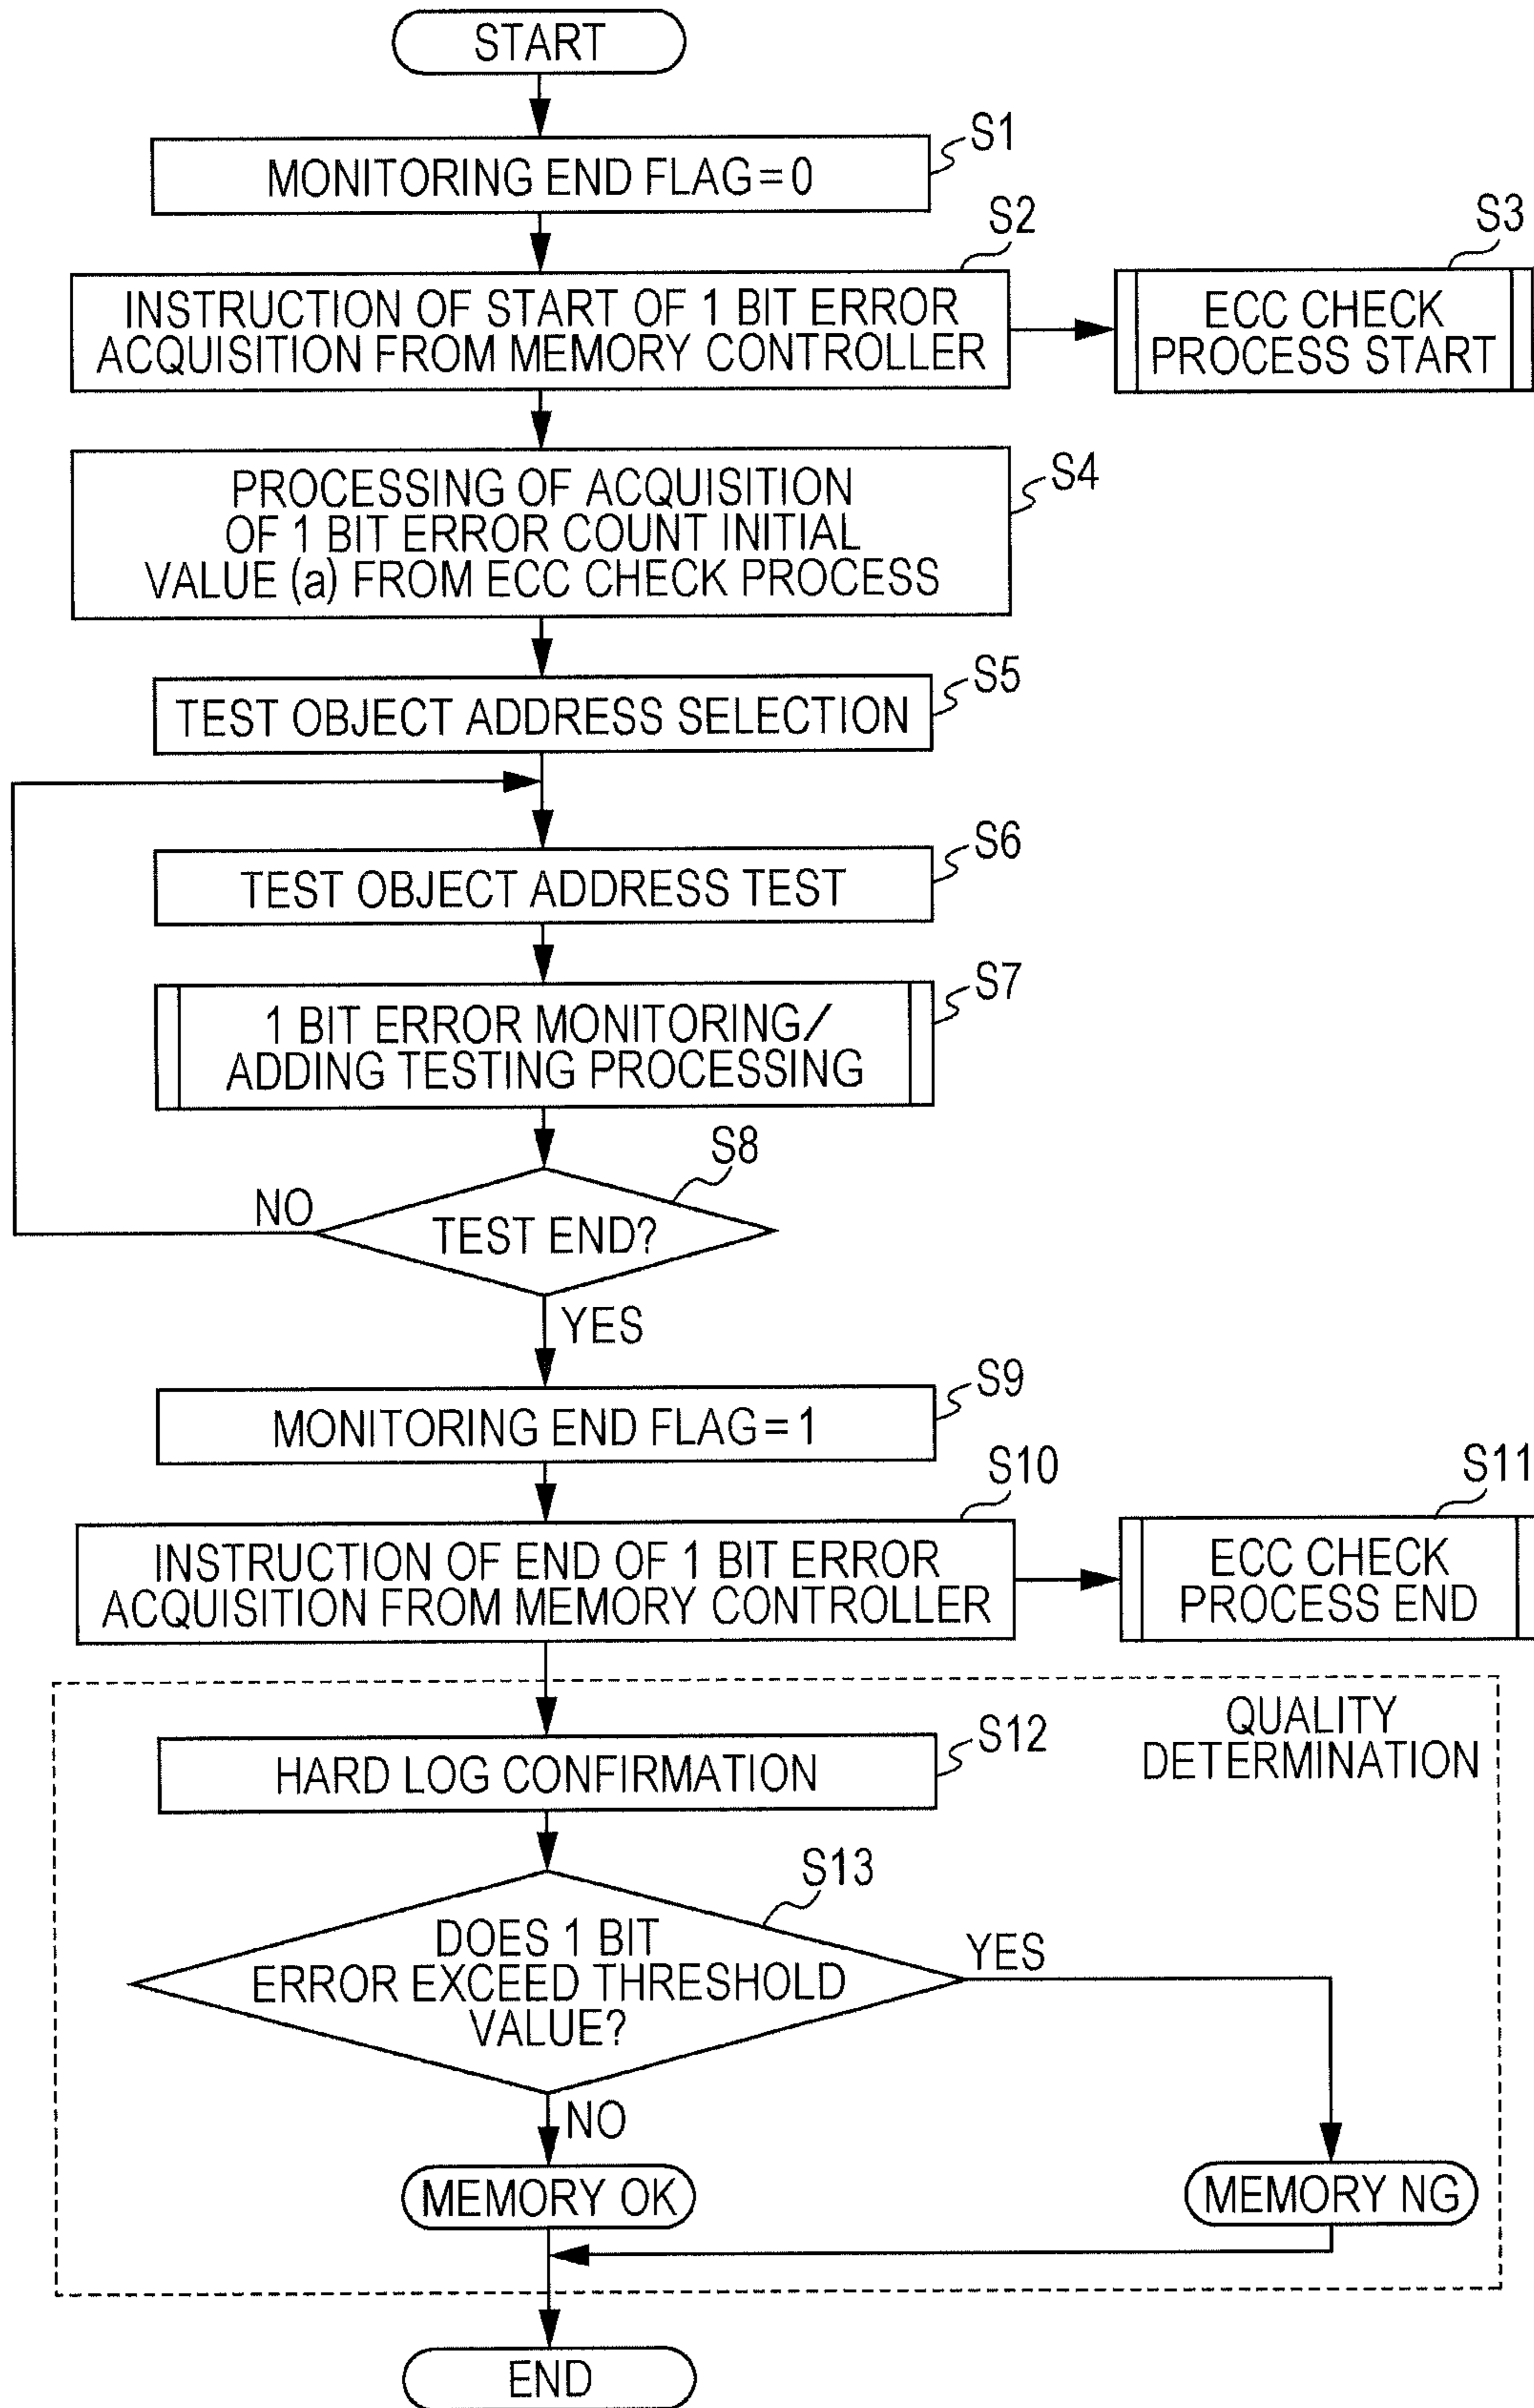 START
S1
MONITORING END FLAG=0
S2
INSTRUCTION OF START OF 1 BIT ERROR
ACQUISITION FROM MEMORY CONTROLLER
S3
ECC CHECK
PROCESS START
S4
PROCESSING OF ACQUISITION
OF 1 BIT ERROR COUNT INITIAL
VALUE (a) FROM ECC CHECK PROCESS
S5
TEST OBJECT ADDRESS SELECTION
S6
TEST OBJECT ADDRESS TEST
S7
1 BIT ERROR MONITORING/
ADDING TESTING PROCESSING
S8
NO
TEST END?
YES
S9
MONITORING END FLAG=1
S10
INSTRUCTION OF END OF 1 BIT ERROR
ACQUISITION FROM MEMORY CONTROLLER
S11
ECC CHECK
PROCESS END
QUALITY
DETERMINATION
S12
HARD LOG CONFIRMATION
S13
DOES 1 BIT
ERROR EXCEED THRESHOLD
VALUE?
YES
NO
MEMORY OK
MEMORY NG
END